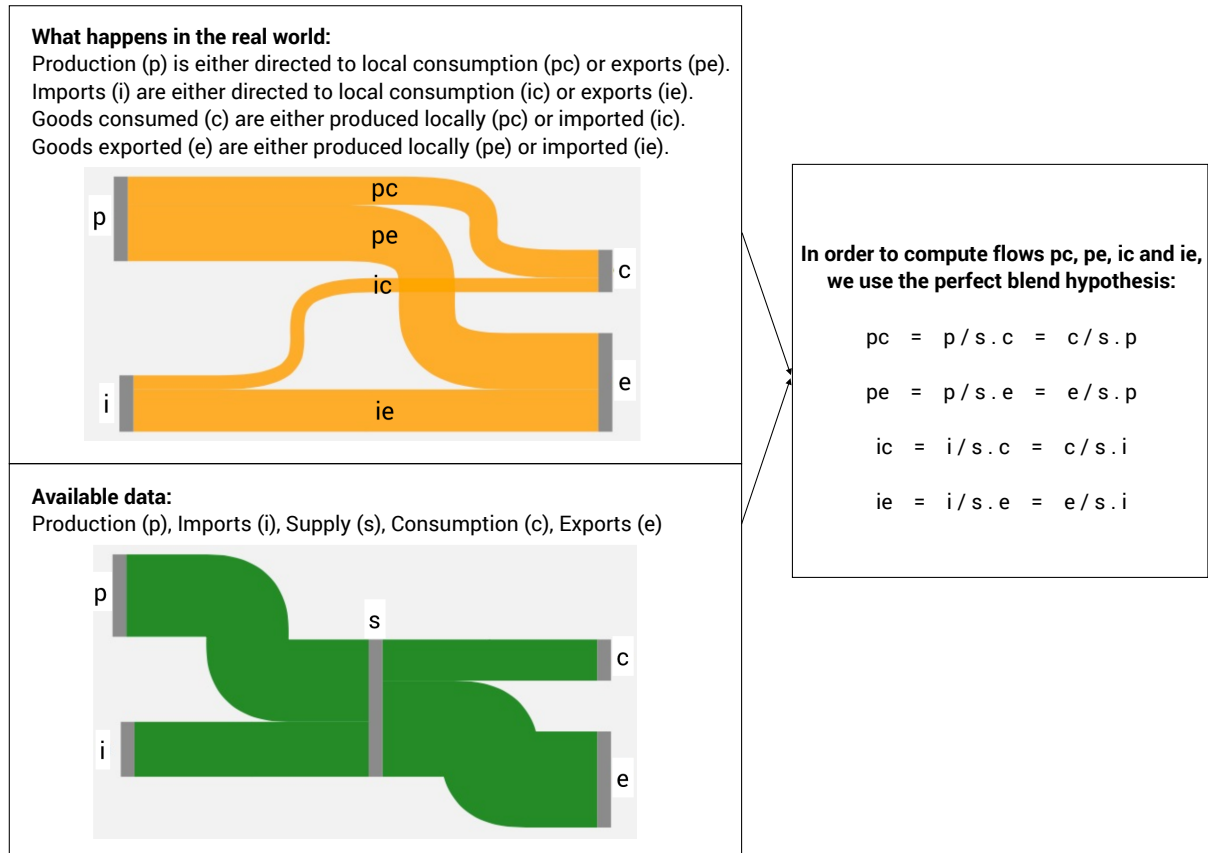 What happens in the real world:
Production (p) is either directed to local consumption (pc) or exports (pe).
Imports (i) are either directed to local consumption (ic) or exports (ie).
Goods consumed (c) are either produced locally (pc) or imported (ic).
Goods exported (e) are either produced locally (pe) or imported (ie).
p
pc
pe
ic
c
i
ie
e
Available data:
Production (p), Imports (i), Supply (s), Consumption (c), Exports (e)
p
s
c
i
e
In order to compute flows pc, pe, ic and ie,
we use the perfect blend hypothesis:
pc = p / s . c = c / s . p
pe = p / s . e = e / s . p
ic = i / s . c = c / s . i
ie = i / s . e = e / s . i